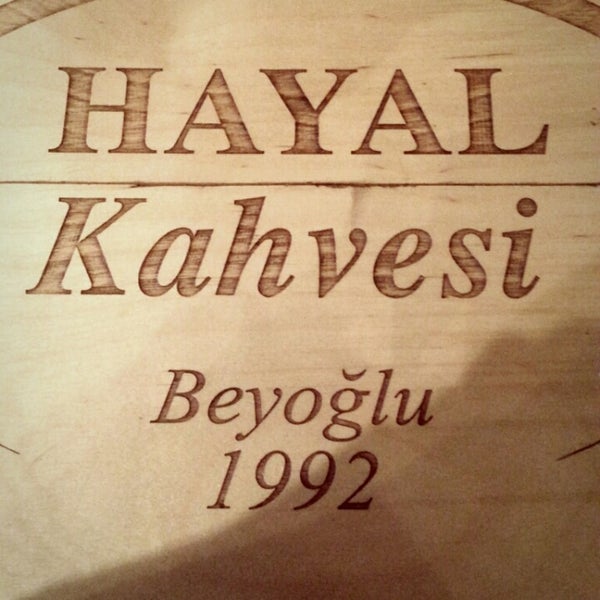 HAYAL
Kahvesi
Beyoğlu
1992